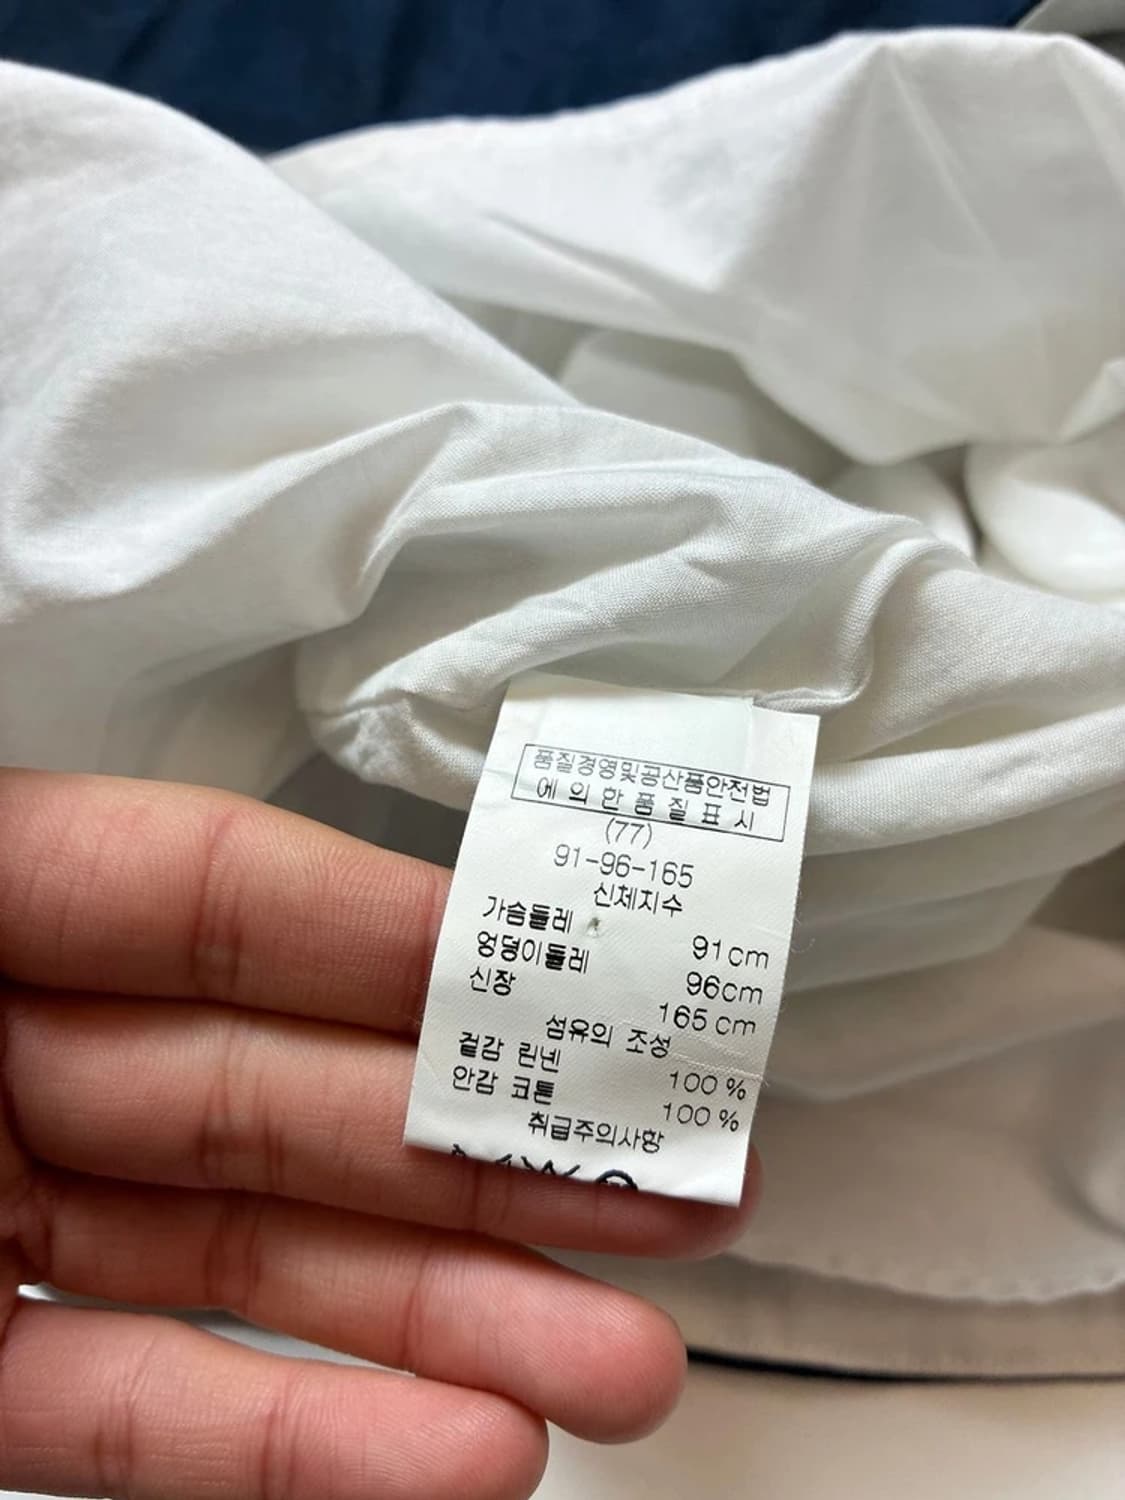 품질경영및공산품안전법
에 의 한 품 질 표 시
(77)
91-96-165
신체치수
가슴둘레 91cm
엉덩이둘레 96cm
신장 165cm
섬유의 조성
겉감 린넨 100%
안감 코튼 100%
취급주의사항